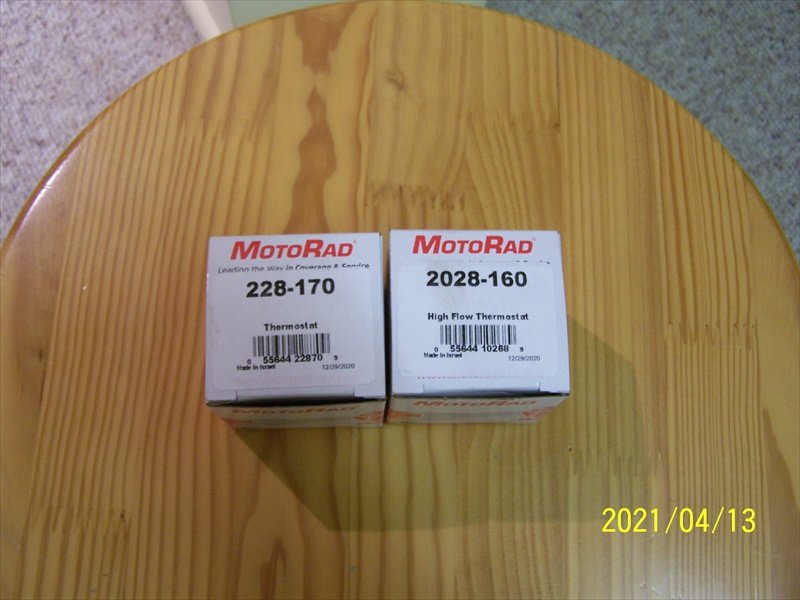 MOTORAD
Leading the Way in Coverage & Service
228-170
Thermostat
0 55644 22870 9
Made In Israel 12/29/2020
MOTORAD
MOTORAD
2028-160
High Flow Thermostat
0 55644 10288 9
Made In Israel 12/29/2020
MOTORAD
2021/04/13